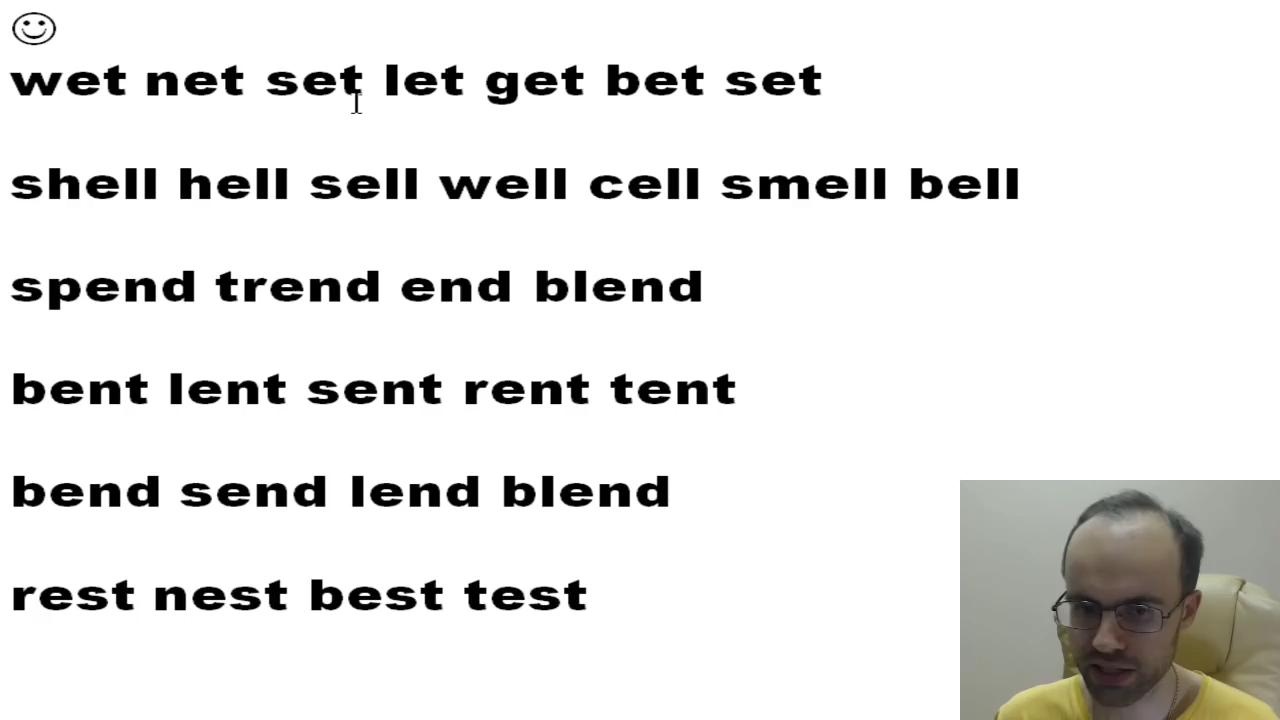 wet net set let get bet set
shell hell sell well cell smell bell
spend trend end blend
bent lent sent rent tent
bend send lend blend
rest nest best test